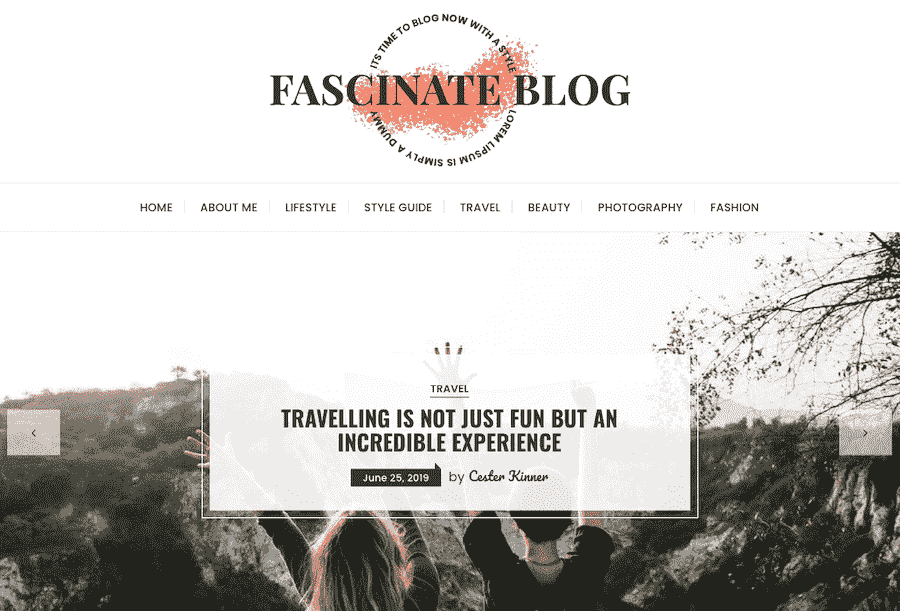 ITS TIME TO BLOG NOW WITH A STYLE
FASCINATE BLOG
LOREM IPSUM IS SIMPLY A DUMMY
HOME
ABOUT ME
LIFESTYLE
STYLE GUIDE
TRAVEL
BEAUTY
PHOTOGRAPHY
FASHION
TRAVEL
TRAVELLING IS NOT JUST FUN BUT AN
INCREDIBLE EXPERIENCE
June 25, 2019 by Cester Kinner